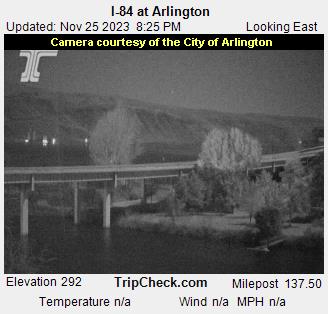 I-84 at Arlington
Updated: Nov 25 2023 8:25 PM Looking East
Camera courtesy of the City of Arlington
Elevation 292 TripCheck.com Milepost 137.50
Temperature n/a Wind n/a MPH n/a